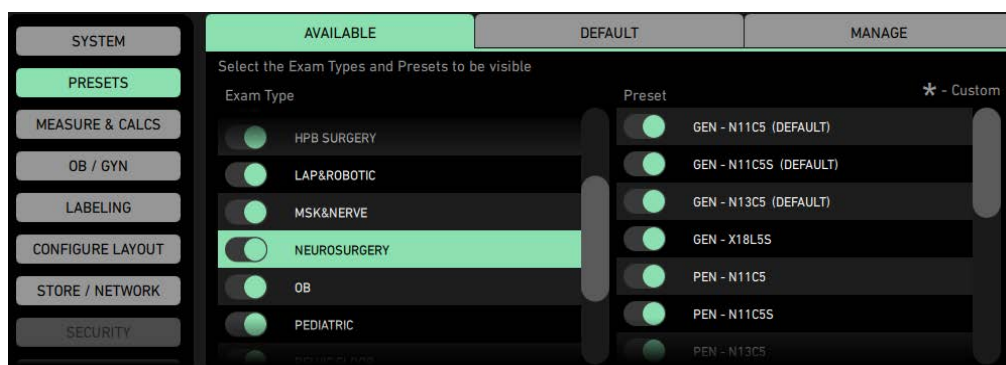 SYSTEM
PRESETS
MEASURE & CALCS
OB / GYN
LABELING
CONFIGURE LAYOUT
STORE / NETWORK
SECURITY
AVAILABLE
DEFAULT
MANAGE
Select the Exam Types and Presets to be visible
Exam Type
HPB SURGERY
LAP&ROBOTIC
MSK&NERVE
NEUROSURGERY
OB
PEDIATRIC
PELVIC FLOOR
Preset
* - Custom
GEN - N11C5 (DEFAULT)
GEN - N11C5S (DEFAULT)
GEN - N13C5 (DEFAULT)
GEN - X18L5S
PEN - N11C5
PEN - N11C5S
PEN - N13C5